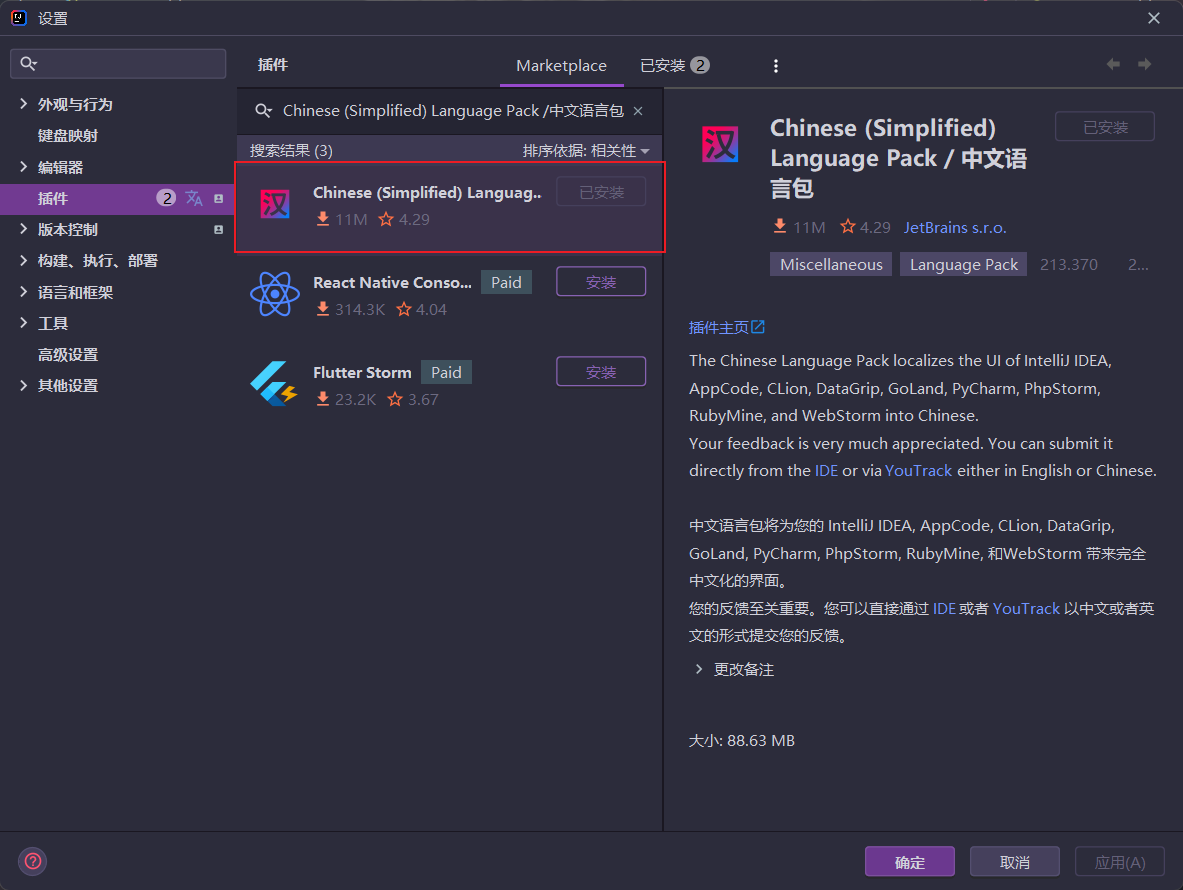 设置
插件
Marketplace
已安装 2
外观与行为
键盘映射
编辑器
插件 2
版本控制
构建、执行、部署
语言和框架
工具
高级设置
其他设置
Chinese (Simplified) Language Pack /中文语言包
搜索结果 (3)
排序依据: 相关性
汉
Chinese (Simplified) Languag..
已安装
11M 4.29
React Native Conso...
Paid
安装
314.3K 4.04
Flutter Storm
Paid
安装
23.2K 3.67
汉
Chinese (Simplified)
Language Pack / 中文语
言包
已安装
11M 4.29 JetBrains s.r.o.
Miscellaneous Language Pack 213.370 2...
插件主页
The Chinese Language Pack localizes the UI of IntelliJ IDEA,
AppCode, CLion, DataGrip, GoLand, PyCharm, PhpStorm,
RubyMine, and WebStorm into Chinese.
Your feedback is very much appreciated. You can submit it
directly from the IDE or via YouTrack either in English or Chinese.
中文语言包将为您的 IntelliJ IDEA, AppCode, CLion, DataGrip,
GoLand, PyCharm, PhpStorm, RubyMine, 和WebStorm 带来完全
中文化的界面。
您的反馈至关重要。您可以直接通过 IDE 或者 YouTrack 以中文或者英
文的形式提交您的反馈。
更改备注
大小: 88.63 MB
?
确定
取消
应用(A)